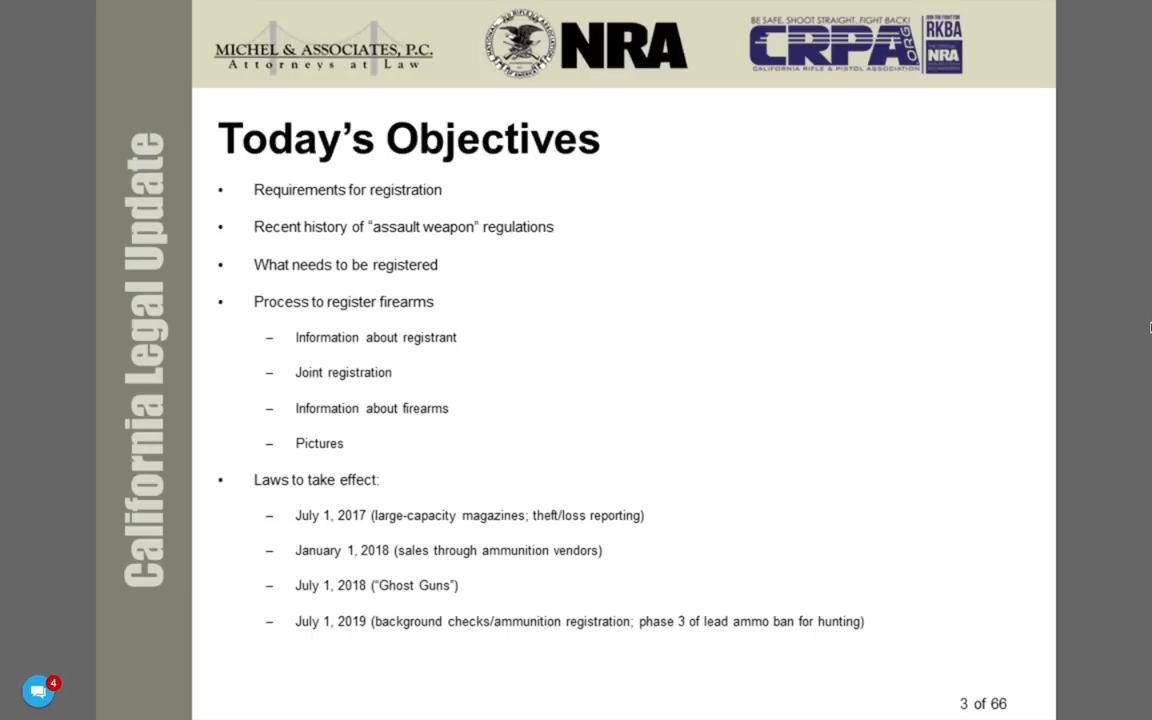 MICHEL & ASSOCIATES, P.C.
Attorneys at Law
NATIONAL RIFLE ASSOCIATION
NRA
BE SAFE, SHOOT STRAIGHT, FIGHT BACK!
CRPA.ORG
CALIFORNIA RIFLE & PISTOL ASSOCIATION
RKBA
NRA
California Legal Update
Today’s Objectives
• Requirements for registration
• Recent history of “assault weapon” regulations
• What needs to be registered
• Process to register firearms
– Information about registrant
– Joint registration
– Information about firearms
– Pictures
• Laws to take effect:
– July 1, 2017 (large-capacity magazines; theft/loss reporting)
– January 1, 2018 (sales through ammunition vendors)
– July 1, 2018 (“Ghost Guns”)
– July 1, 2019 (background checks/ammunition registration; phase 3 of lead ammo ban for hunting)
4
3 of 66